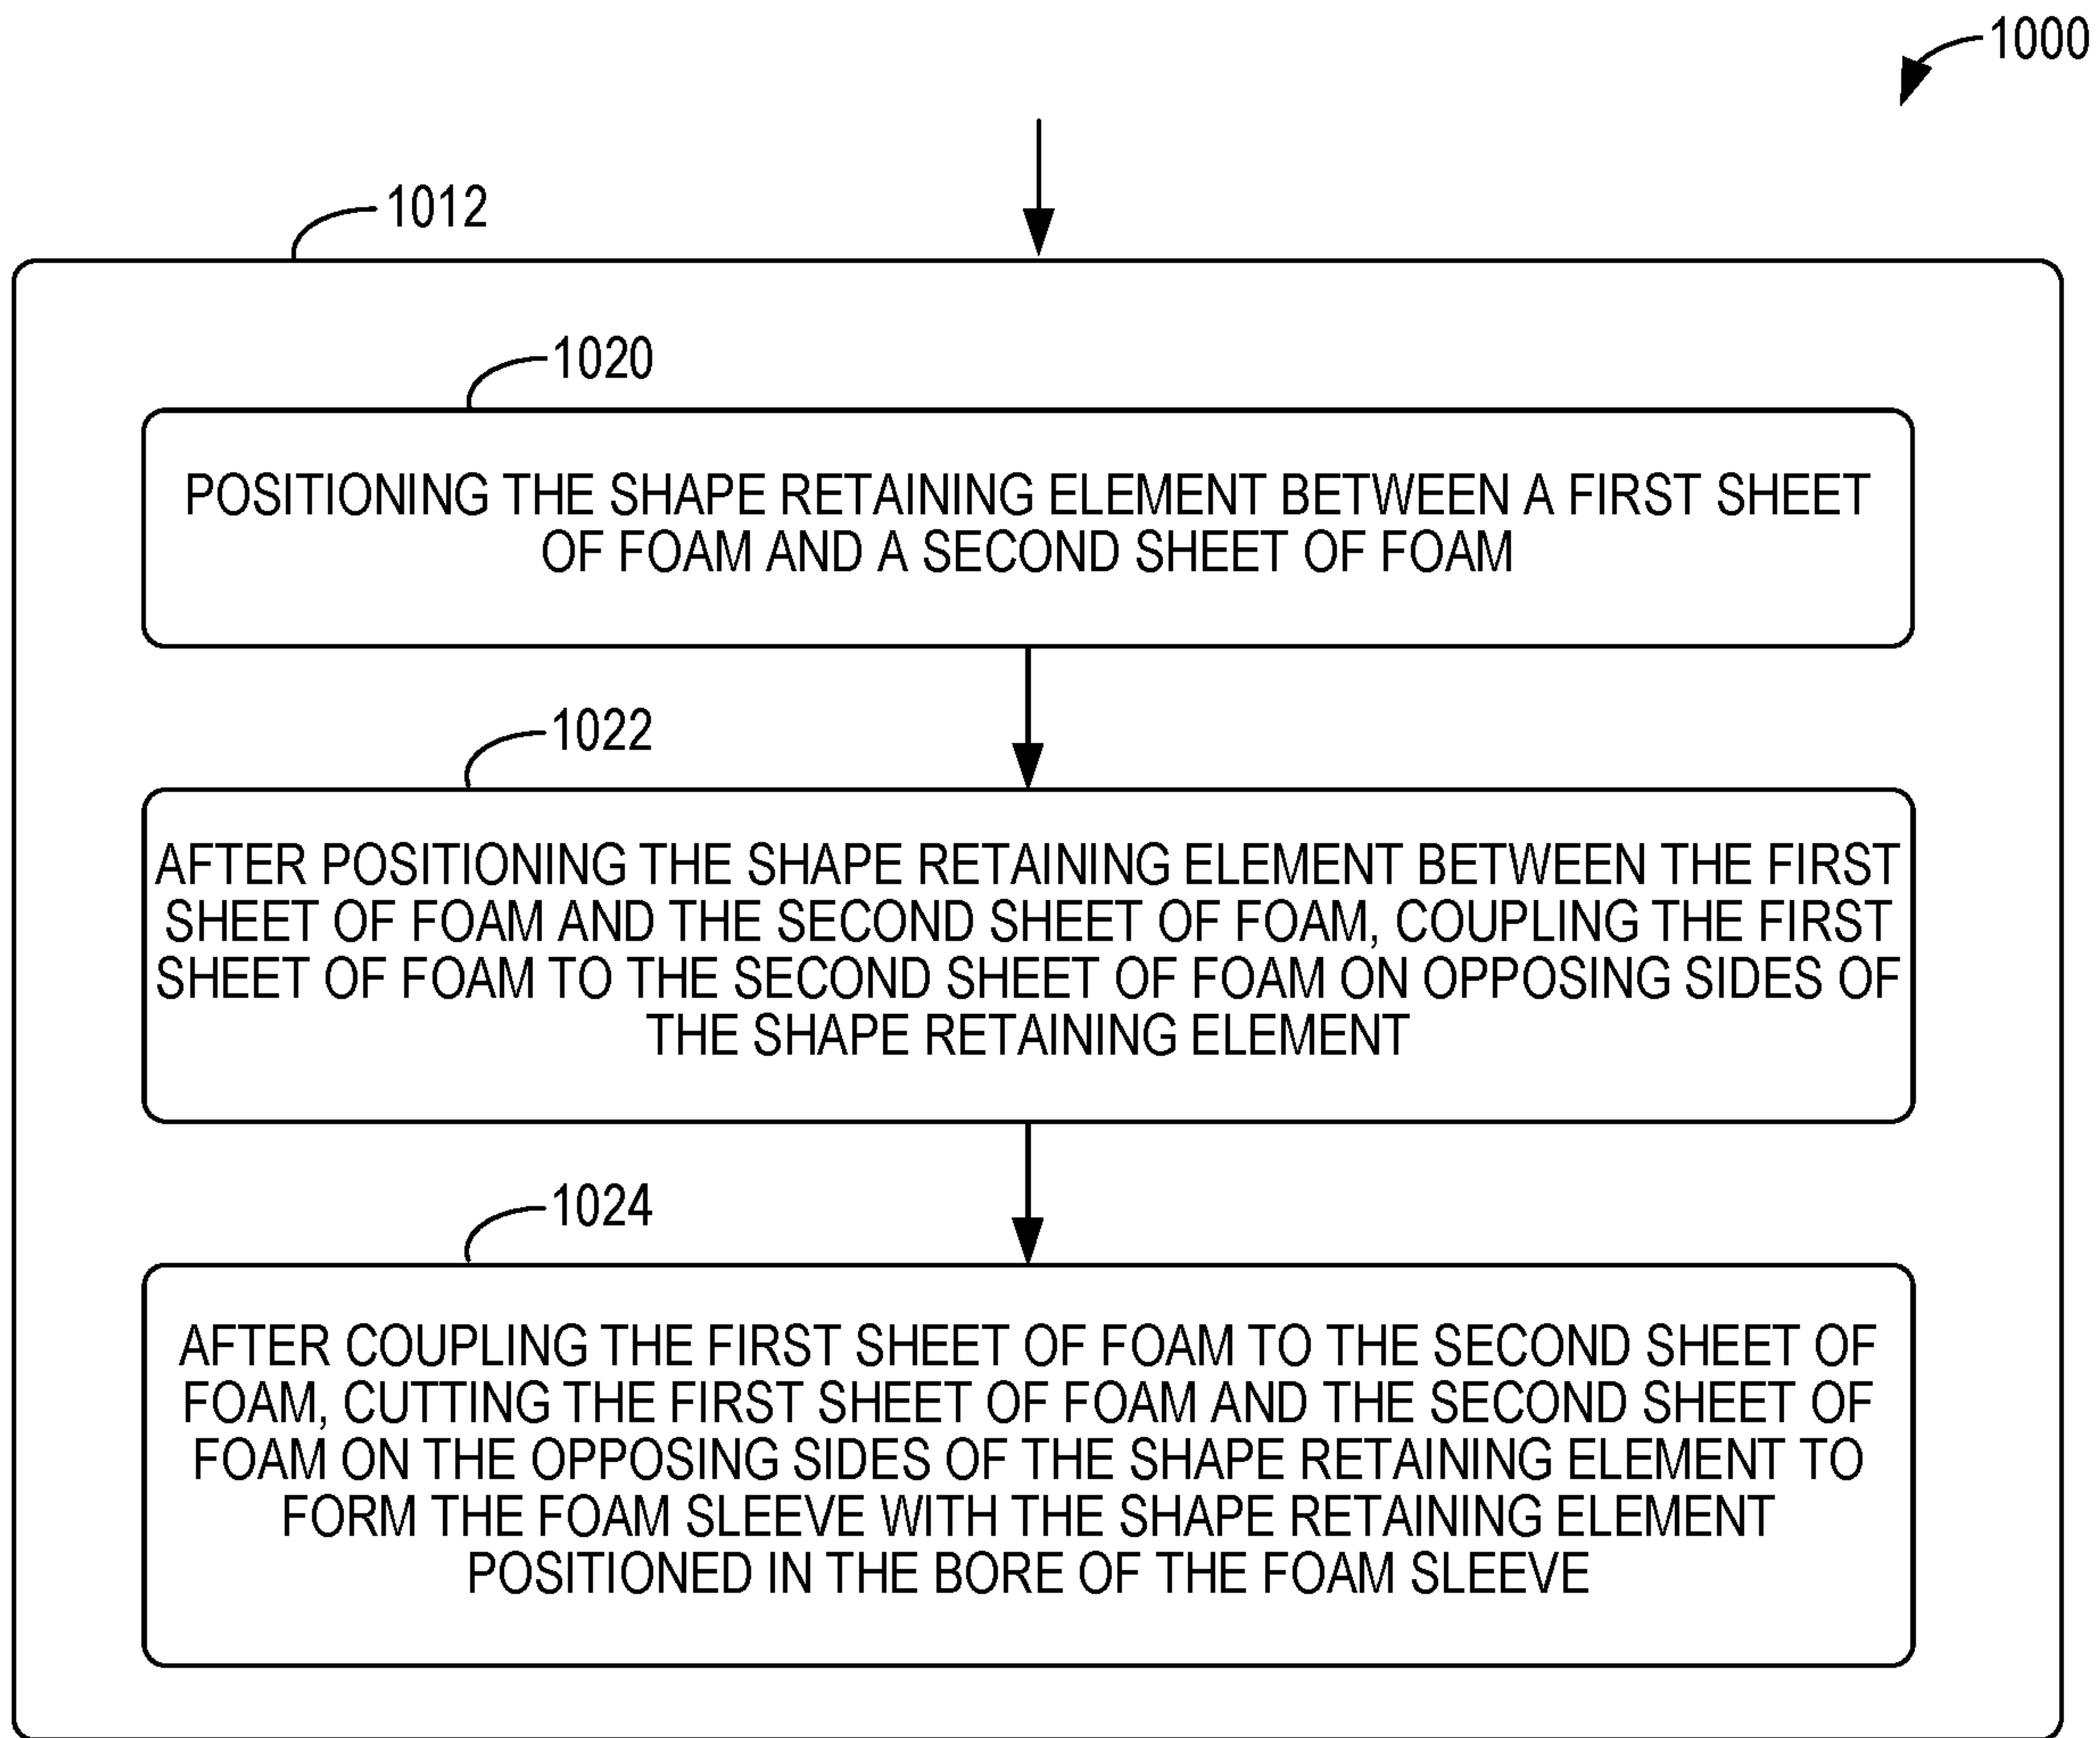 1000
1012
1020
POSITIONING THE SHAPE RETAINING ELEMENT BETWEEN A FIRST SHEET
OF FOAM AND A SECOND SHEET OF FOAM
1022
AFTER POSITIONING THE SHAPE RETAINING ELEMENT BETWEEN THE FIRST
SHEET OF FOAM AND THE SECOND SHEET OF FOAM, COUPLING THE FIRST
SHEET OF FOAM TO THE SECOND SHEET OF FOAM ON OPPOSING SIDES OF
THE SHAPE RETAINING ELEMENT
1024
AFTER COUPLING THE FIRST SHEET OF FOAM TO THE SECOND SHEET OF
FOAM, CUTTING THE FIRST SHEET OF FOAM AND THE SECOND SHEET OF
FOAM ON THE OPPOSING SIDES OF THE SHAPE RETAINING ELEMENT TO
FORM THE FOAM SLEEVE WITH THE SHAPE RETAINING ELEMENT
POSITIONED IN THE BORE OF THE FOAM SLEEVE